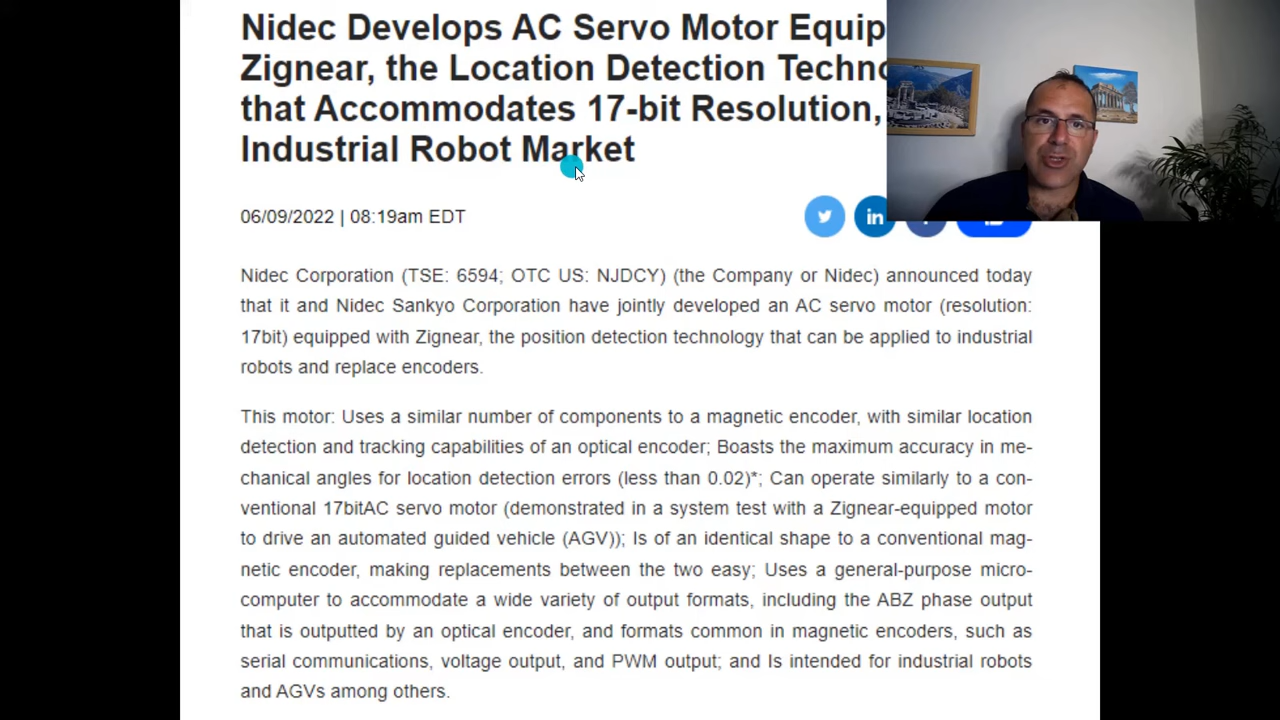 Nidec Develops AC Servo Motor Equip
Zignear, the Location Detection Techno
that Accommodates 17-bit Resolution,
Industrial Robot Market
06/09/2022 | 08:19am EDT
Nidec Corporation (TSE: 6594; OTC US: NJDCY) (the Company or Nidec) announced today
that it and Nidec Sankyo Corporation have jointly developed an AC servo motor (resolution:
17bit) equipped with Zignear, the position detection technology that can be applied to industrial
robots and replace encoders.
This motor: Uses a similar number of components to a magnetic encoder, with similar location
detection and tracking capabilities of an optical encoder; Boasts the maximum accuracy in me-
chanical angles for location detection errors (less than 0.02)*; Can operate similarly to a con-
ventional 17bitAC servo motor (demonstrated in a system test with a Zignear-equipped motor
to drive an automated guided vehicle (AGV)); Is of an identical shape to a conventional mag-
netic encoder, making replacements between the two easy; Uses a general-purpose micro-
computer to accommodate a wide variety of output formats, including the ABZ phase output
that is outputted by an optical encoder, and formats common in magnetic encoders, such as
serial communications, voltage output, and PWM output; and Is intended for industrial robots
and AGVs among others.